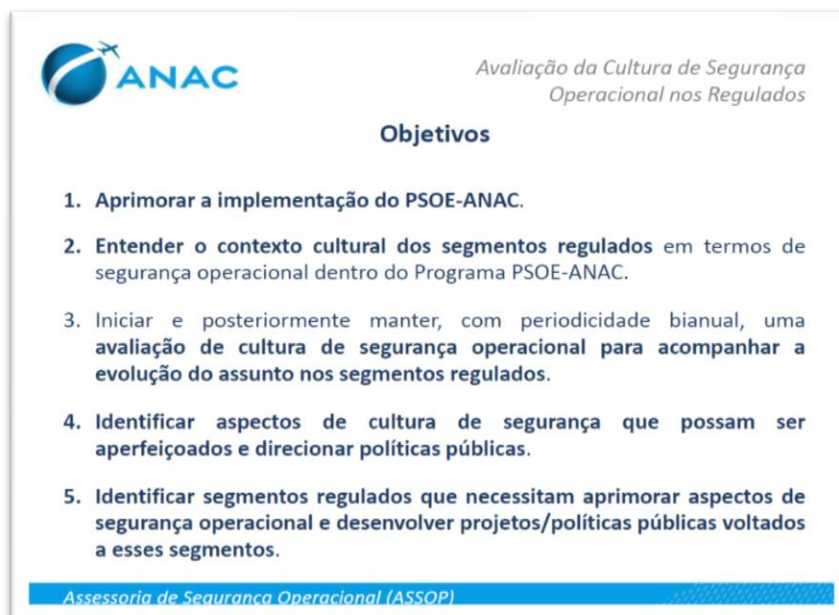 ANAC
Avaliação da Cultura de Segurança
Operacional nos Regulados
Objetivos
1. Aprimorar a implementação do PSOE-ANAC.
2. Entender o contexto cultural dos segmentos regulados em termos de
segurança operacional dentro do Programa PSOE-ANAC.
3. Iniciar e posteriormente manter, com periodicidade bianual, uma
avaliação de cultura de segurança operacional para acompanhar a
evolução do assunto nos segmentos regulados.
4. Identificar aspectos de cultura de segurança que possam ser
aperfeiçoados e direcionar políticas públicas.
5. Identificar segmentos regulados que necessitam aprimorar aspectos de
segurança operacional e desenvolver projetos/políticas públicas voltados
a esses segmentos.
Assessoria de Segurança Operacional (ASSOP)